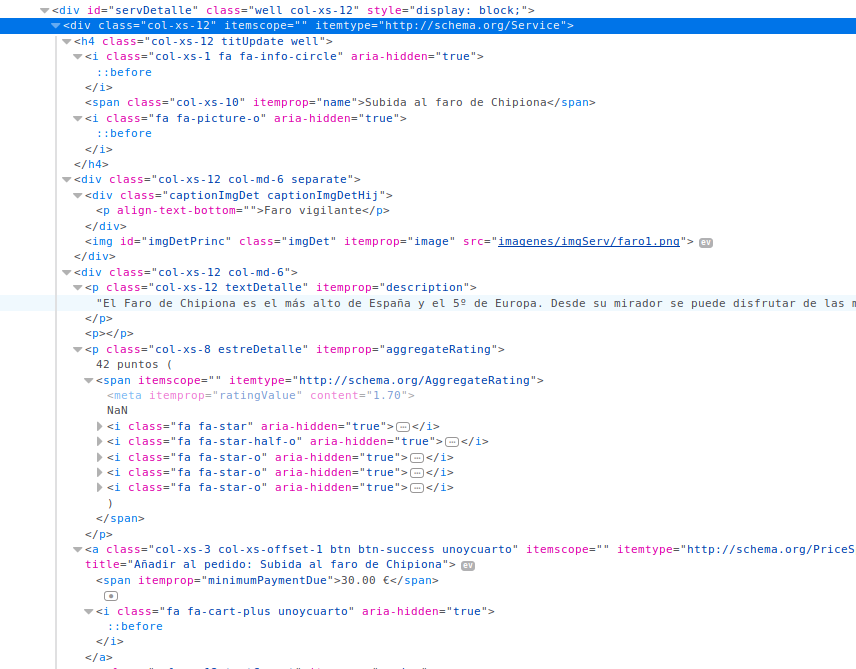 <div id="servDetalle" class="well col-xs-12" style="display: block;">
<div class="col-xs-12" itemscope="" itemtype="http://schema.org/Service">
<h4 class="col-xs-12 titUpdate well">
<i class="col-xs-1 fa fa-info-circle" aria-hidden="true">
::before
</i>
<span class="col-xs-10" itemprop="name">Subida al faro de Chipiona</span>
<i class="fa fa-picture-o" aria-hidden="true">
::before
</i>
</h4>
<div class="col-xs-12 col-md-6 separate">
<div class="captionImgDet captionImgDetHij">
<p align-text-bottom="">Faro vigilante</p>
</div>
<img id="imgDetPrinc" class="imgDet" itemprop="image" src="imagenes/imgServ/faro1.png"> ev
</div>
<div class="col-xs-12 col-md-6">
<p class="col-xs-12 textDetalle" itemprop="description">
"El Faro de Chipiona es el más alto de España y el 5º de Europa. Desde su mirador se puede disfrutar de las
</p>
<p></p>
<p class="col-xs-8 estreDetalle" itemprop="aggregateRating">
42 puntos (
<span itemscope="" itemtype="http://schema.org/AggregateRating">
<meta itemprop="ratingValue" content="1.70">
NaN
<i class="fa fa-star" aria-hidden="true"></i>
<i class="fa fa-star-half-o" aria-hidden="true"></i>
<i class="fa fa-star-o" aria-hidden="true"></i>
<i class="fa fa-star-o" aria-hidden="true"></i>
<i class="fa fa-star-o" aria-hidden="true"></i>
)
</span>
</p>
<a class="col-xs-3 col-xs-offset-1 btn btn-success unoycuarto" itemscope="" itemtype="http://schema.org/PriceS
title="Añadir al pedido: Subida al faro de Chipiona"> ev
<span itemprop="minimumPaymentDue">30.00 €</span>
<i class="fa fa-cart-plus unoycuarto" aria-hidden="true">
::before
</i>
</a>